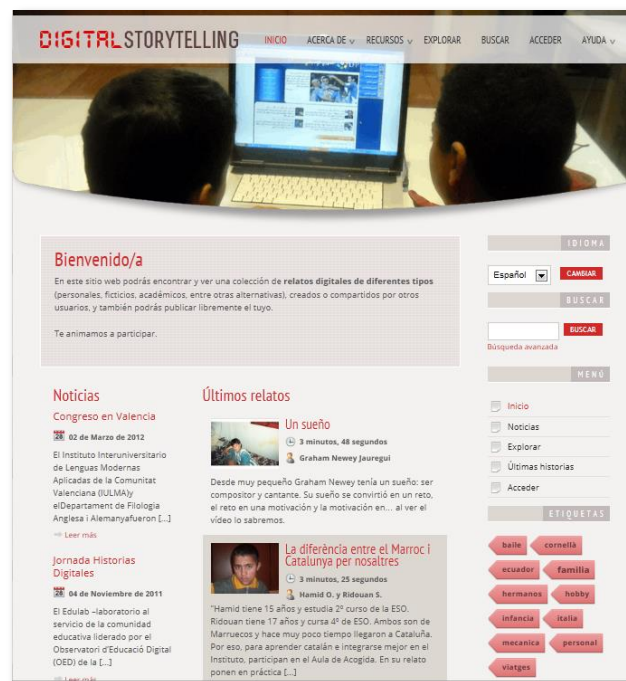 DIGITALSTORYTELLING
INICIO ACERCA DE RECURSOS EXPLORAR BUSCAR ACCEDER AYUDA
Bienvenido/a
En este sitio web podrás encontrar y ver una colección de relatos digitales de diferentes tipos
(personales, ficticios, académicos, entre otras alternativas), creados o compartidos por otros
usuarios, y también podrás publicar libremente el tuyo.
Te animamos a participar.
Noticias
Congreso en Valencia
28 02 de Marzo de 2012
El Instituto Interuniversitario
de Lenguas Modernas
Aplicadas de la Comunitat
Valenciana (IULMA)y
elDepartament de Filologia
Anglesa i Alemanyafueron [...]
Leer más
Jornada Historias
Digitales
28 04 de Noviembre de 2011
El Edulab –laboratorio al
servicio de la comunidad
educativa liderado por el
Observatori d'Educació Digital
(OED) de la [...]
Leer más
Últimos relatos
Un sueño
3 minutos, 48 segundos
Graham Newey Jauregui
Desde muy pequeño Graham Newey tenía un sueño: ser
compositor y cantante. Su sueño se convirtió en un reto,
el reto en una motivación y la motivación en... al ver el
vídeo lo sabremos.
La diferència entre el Marroc i
Catalunya per nosaltres
3 minutos, 25 segundos
Hamid O. y Ridouan S.
"Hamid tiene 15 años y estudia 2º curso de la ESO.
Ridouan tiene 17 años y cursa 4º de ESO. Ambos son de
Marruecos y hace muy poco tiempo llegaron a Cataluña.
Por eso, para aprender catalán e integrarse mejor en el
Instituto, participan en el Aula de Acogida. En su relato
ponen en práctica [...]
IDIOMA
Español CAMBIAR
BUSCAR
BUSCAR
Búsqueda avanzada
MENÚ
Inicio
Noticias
Explorar
Últimas historias
Acceder
ETIQUETAS
baile cornellà
ecuador familia
hermanos hobby
infancia italia
mecanica personal
viatges